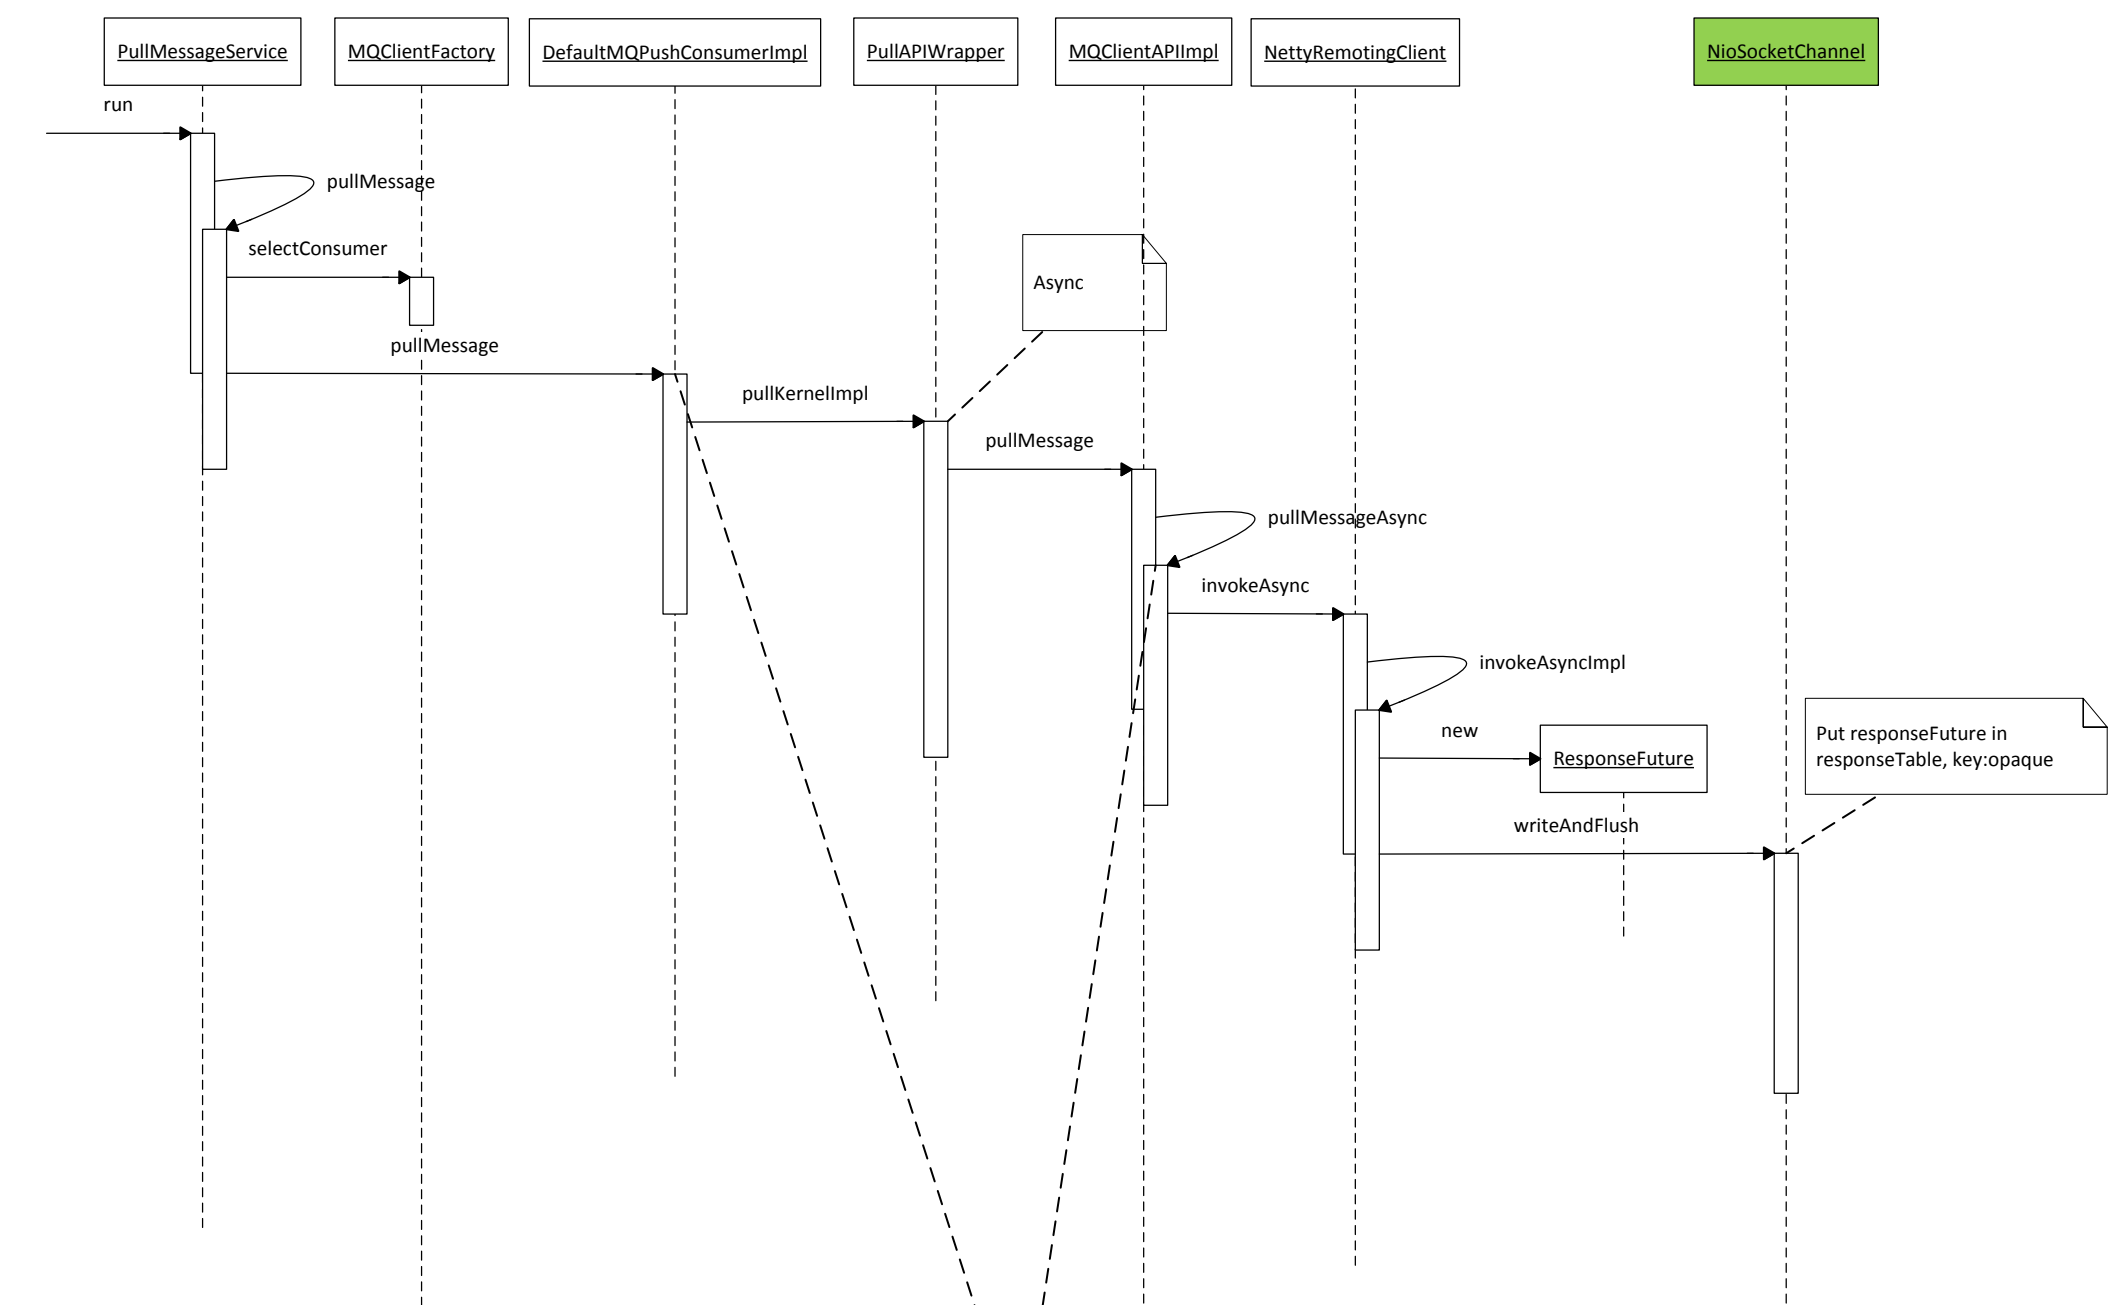 PullMessageService
MQClientFactory
DefaultMQPushConsumerImpl
PullAPIWrapper
MQClientAPIImpl
NettyRemotingClient
NioSocketChannel
run
pullMessage
selectConsumer
Async
pullMessage
pullKernelImpl
pullMessage
pullMessageAsync
invokeAsync
invokeAsyncImpl
new
ResponseFuture
Put responseFuture in
responseTable, key:opaque
writeAndFlush